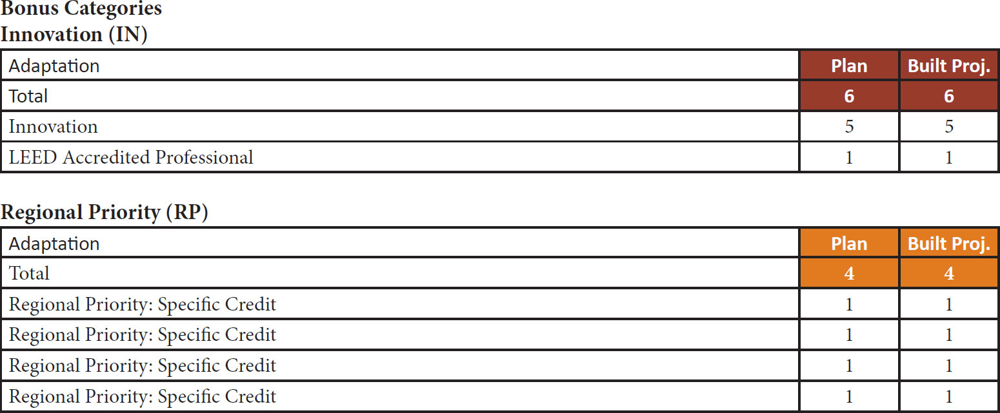 Bonus Categories
Innovation (IN)
Adaptation Plan Built Proj.
Total 6 6
Innovation 5 5
LEED Accredited Professional 1 1
Regional Priority (RP)
Adaptation Plan Built Proj.
Total 4 4
Regional Priority: Specific Credit 1 1
Regional Priority: Specific Credit 1 1
Regional Priority: Specific Credit 1 1
Regional Priority: Specific Credit 1 1